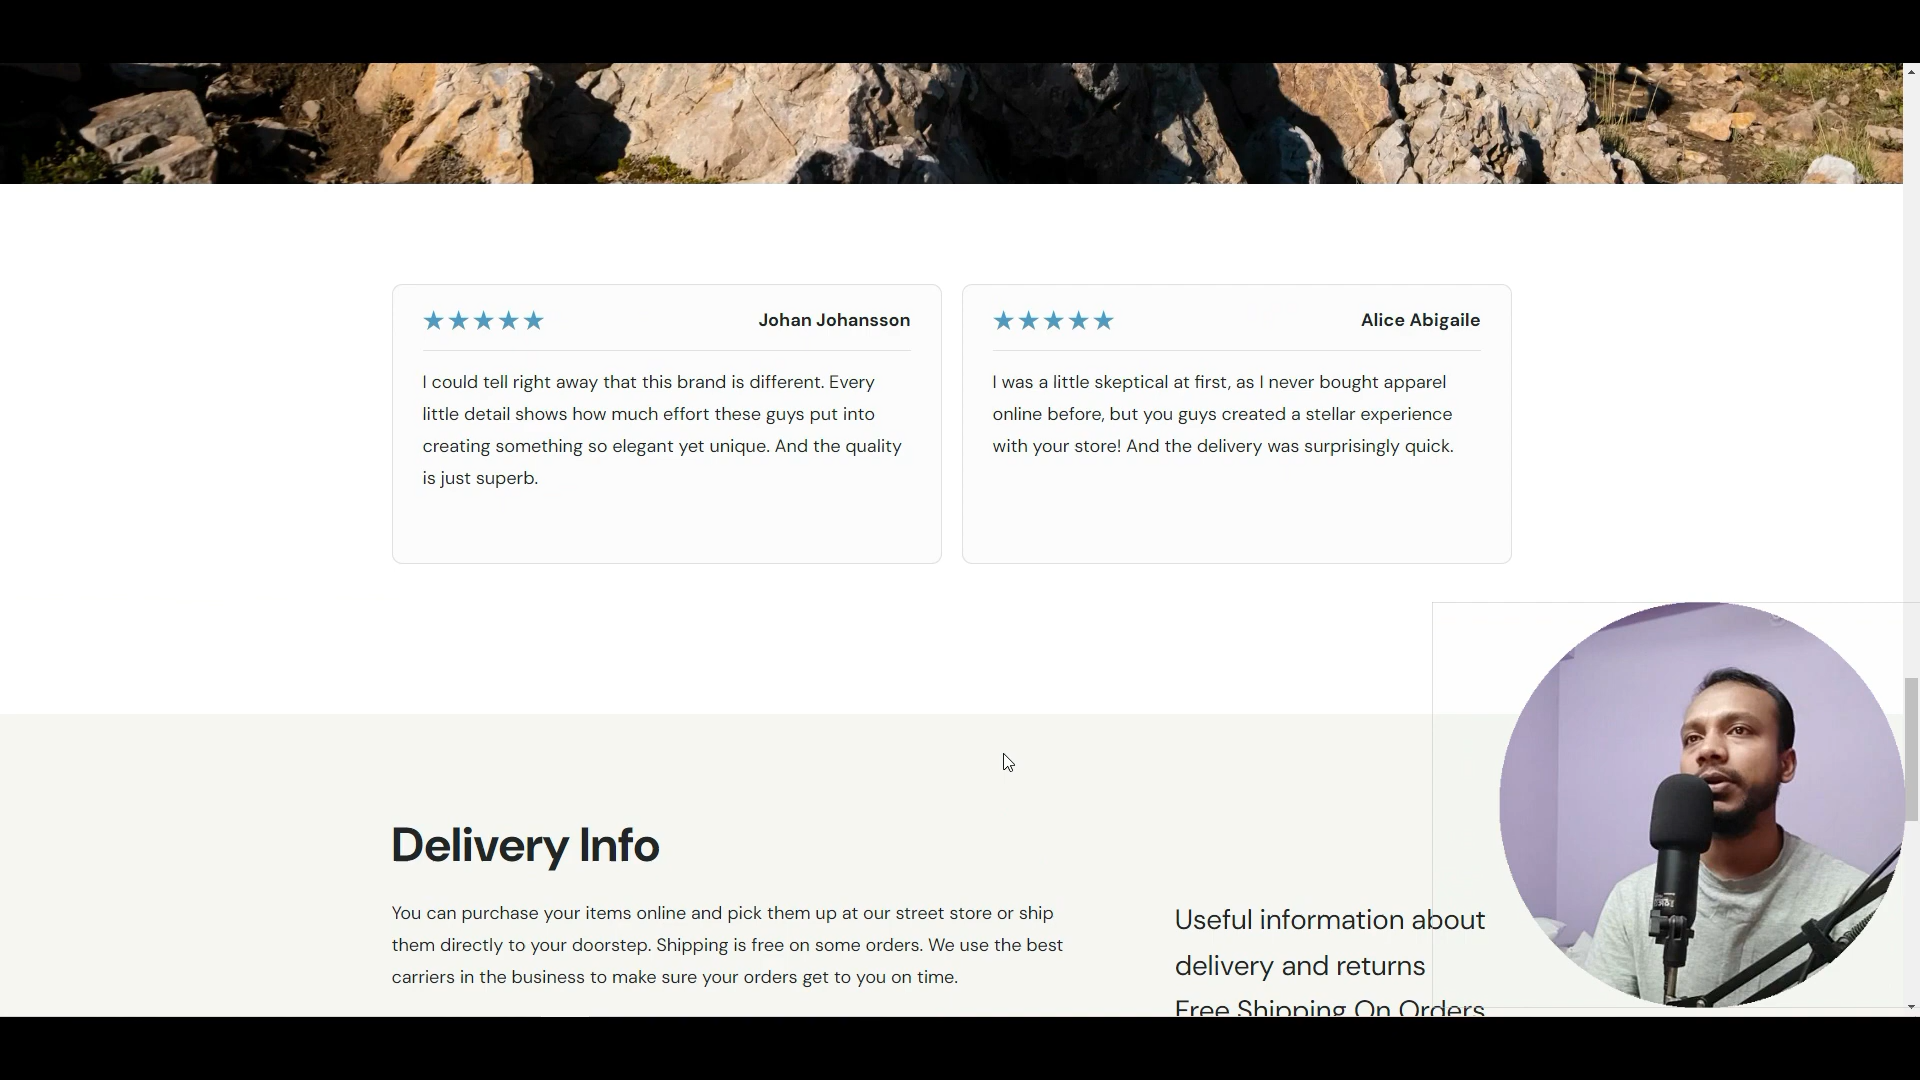 Johan Johansson
I could tell right away that this brand is different. Every
little detail shows how much effort these guys put into
creating something so elegant yet unique. And the quality
is just superb.
Alice Abigaile
I was a little skeptical at first, as I never bought apparel
online before, but you guys created a stellar experience
with your store! And the delivery was surprisingly quick.
Delivery Info
You can purchase your items online and pick them up at our street store or ship
them directly to your doorstep. Shipping is free on some orders. We use the best
carriers in the business to make sure your orders get to you on time.
Useful information about
delivery and returns
Free Shipping On Orders